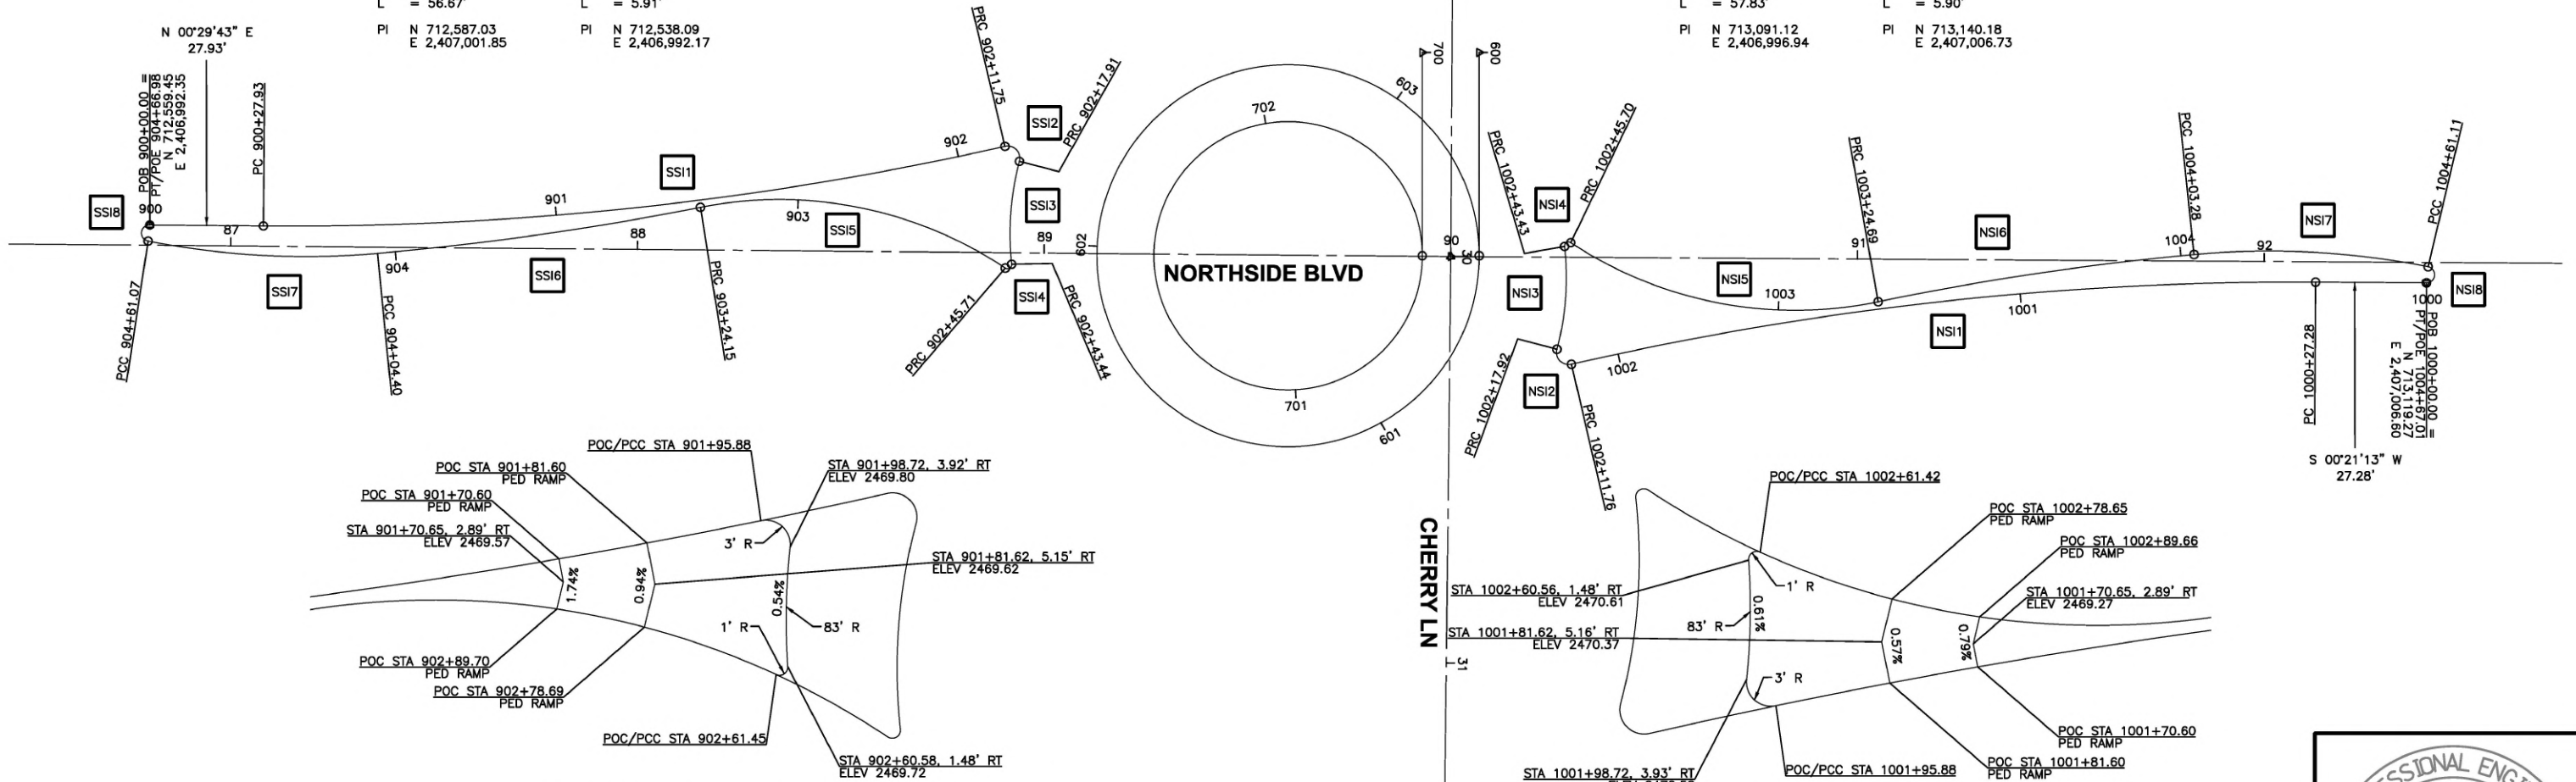 L = 56.67'
L = 5.91'
PI N 712,587.03
E 2,407,001.85
PI N 712,538.09
E 2,406,992.17
L = 57.83'
L = 5.90'
PI N 713,091.12
E 2,406,996.94
PI N 713,140.18
E 2,407,006.73
N 00°29'43" E
27.93'
POB 900+00.00 =
PT/POE 904+66.98
N 712,559.45
E 2,406,992.35
PC 900+27.93
PRC 902+11.75
PRC 902+17.91
SSI8
900
87
901
SSI1
902
SSI2
SSI3
903
SSI5
88
89
SSI7
904
SSI6
SSI4
PCC 904+61.07
PCC 904+04.40
PRC 903+24.15
PRC 902+45.71
PRC 902+43.44
602
702
603
700
600
NORTHSIDE BLVD
90
30
701
601
PRC 1002+43.43
PRC 1002+45.70
NSI4
PRC 1003+24.69
PCC 1004+03.28
PCC 1004+61.11
NSI3
NSI5
91
NSI6
1004
92
NSI7
NSI8
1003
1001
1000
NSI1
1002
NSI2
PRC 1002+17.92
PRC 1002+11.76
PC 1000+27.28
POB 1000+00.00 =
PT/POE 1004+67.01
N 713,119.27
E 2,407,006.60
S 00°21'13" W
27.28'
POC/PCC STA 901+95.88
POC STA 901+81.60
PED RAMP
POC STA 901+70.60
PED RAMP
STA 901+70.65, 2.89' RT
ELEV 2469.57
STA 901+98.72, 3.92' RT
ELEV 2469.80
3' R
STA 901+81.62, 5.15' RT
ELEV 2469.62
1.74%
0.94%
0.54%
1' R
83' R
POC STA 902+89.70
PED RAMP
POC STA 902+78.69
PED RAMP
POC/PCC STA 902+61.45
STA 902+60.58, 1.48' RT
ELEV 2469.72
CHERRY LN
31
POC/PCC STA 1002+61.42
POC STA 1002+78.65
PED RAMP
POC STA 1002+89.66
PED RAMP
STA 1002+60.56, 1.48' RT
ELEV 2470.61
1' R
STA 1001+70.65, 2.89' RT
ELEV 2469.27
83' R
0.61%
STA 1001+81.62, 5.16' RT
ELEV 2470.37
0.57%
0.79%
3' R
POC STA 1001+70.60
PED RAMP
POC STA 1001+81.60
PED RAMP
POC/PCC STA 1001+95.88
STA 1001+98.72, 3.93' RT